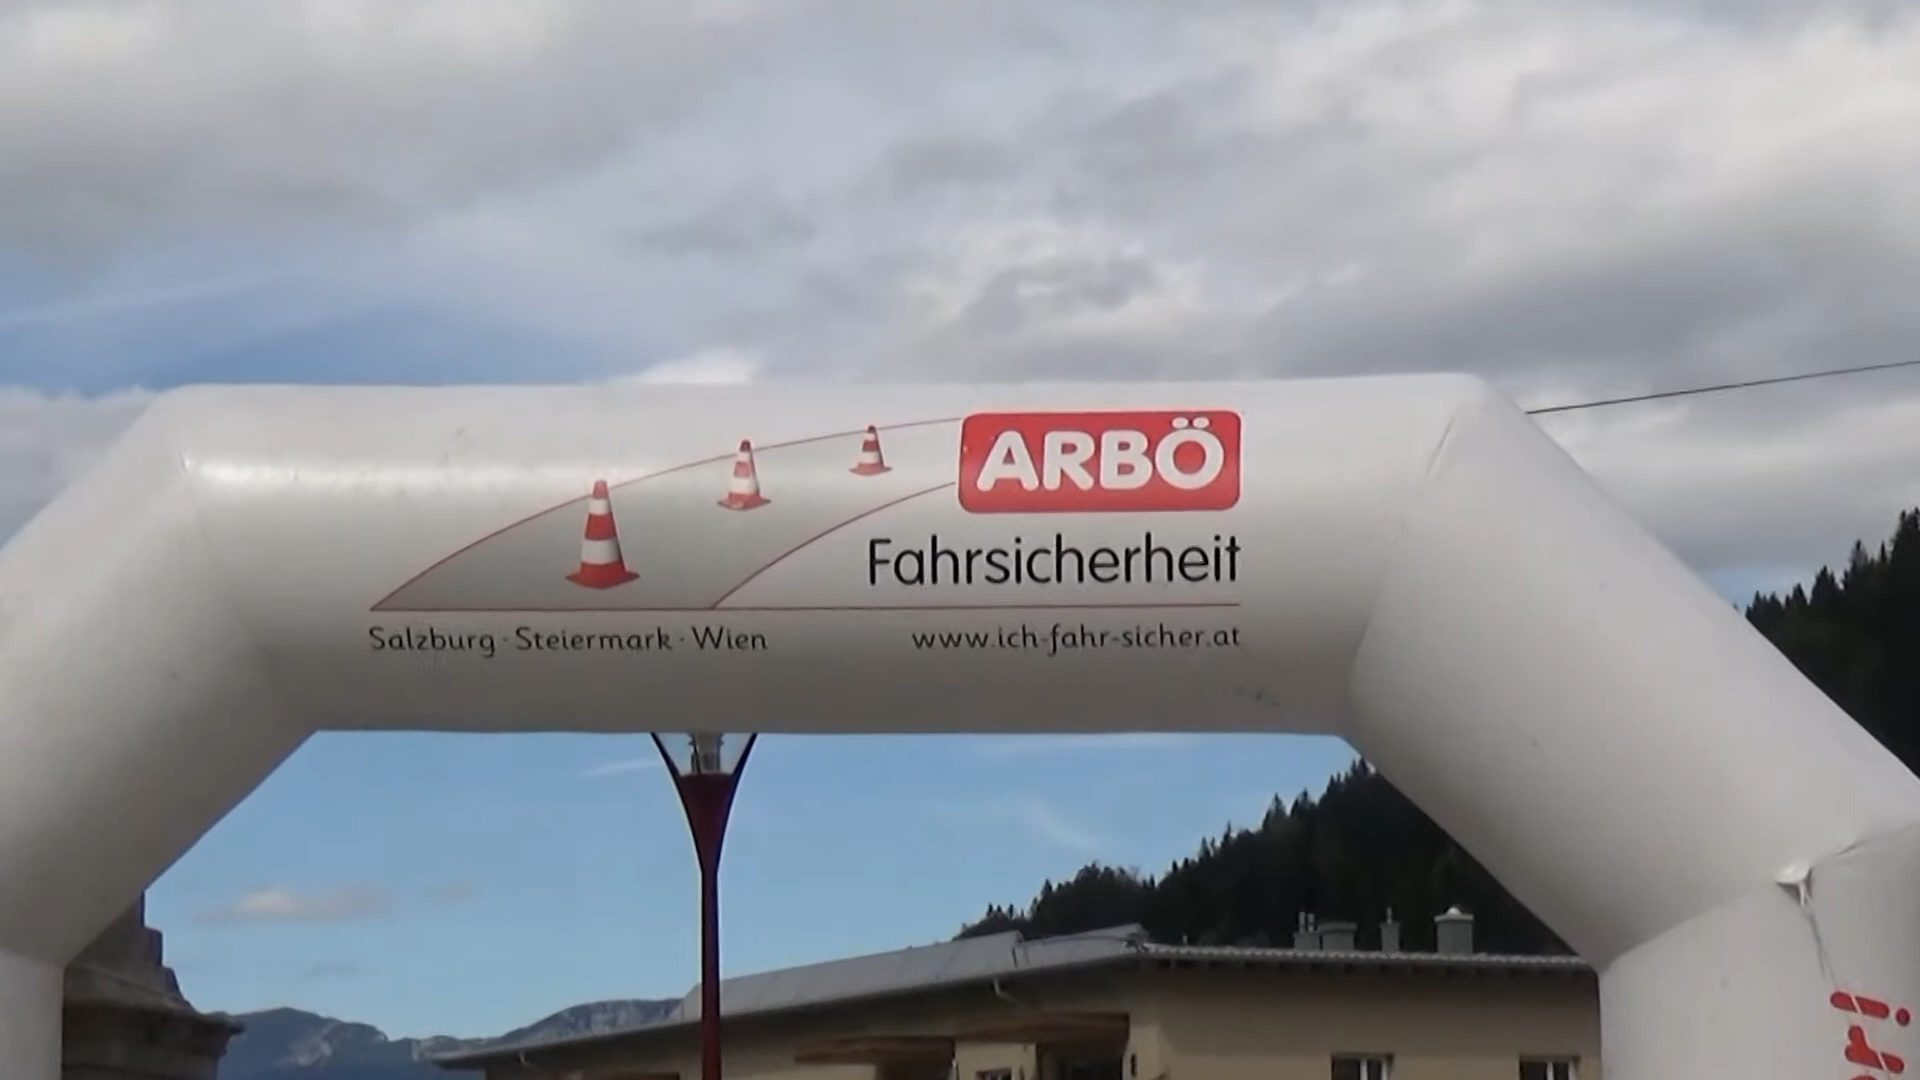 ARBÖ
Fahrsicherheit
Salzburg · Steiermark · Wien
www.ich-fahr-sicher.at